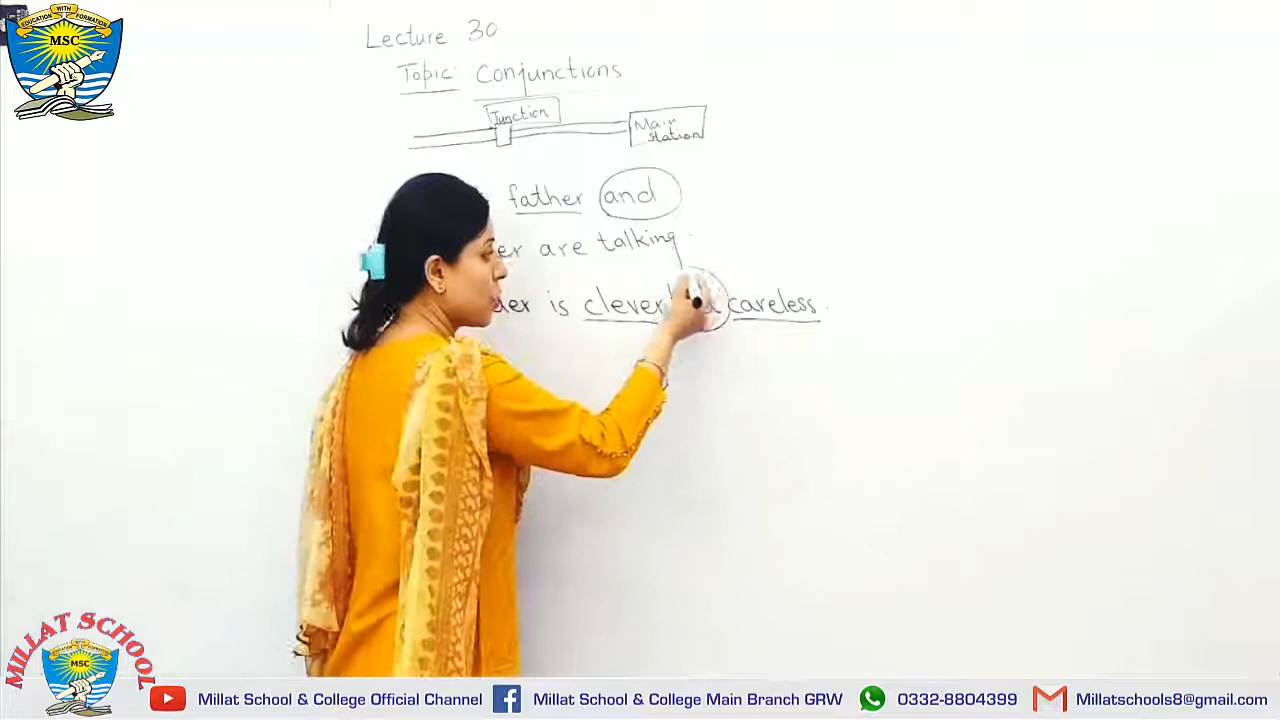 EDUCATION WITH FORMATION
MSC
Lecture 30
Topic: Conjunctions
Junction
Main
station
father and
are talking.
is clever careless.
MILLAT SCHOOL
MSC
Millat School & College Official Channel
Millat School & College Main Branch GRW
0332-8804399
Millatschools8@gmail.com